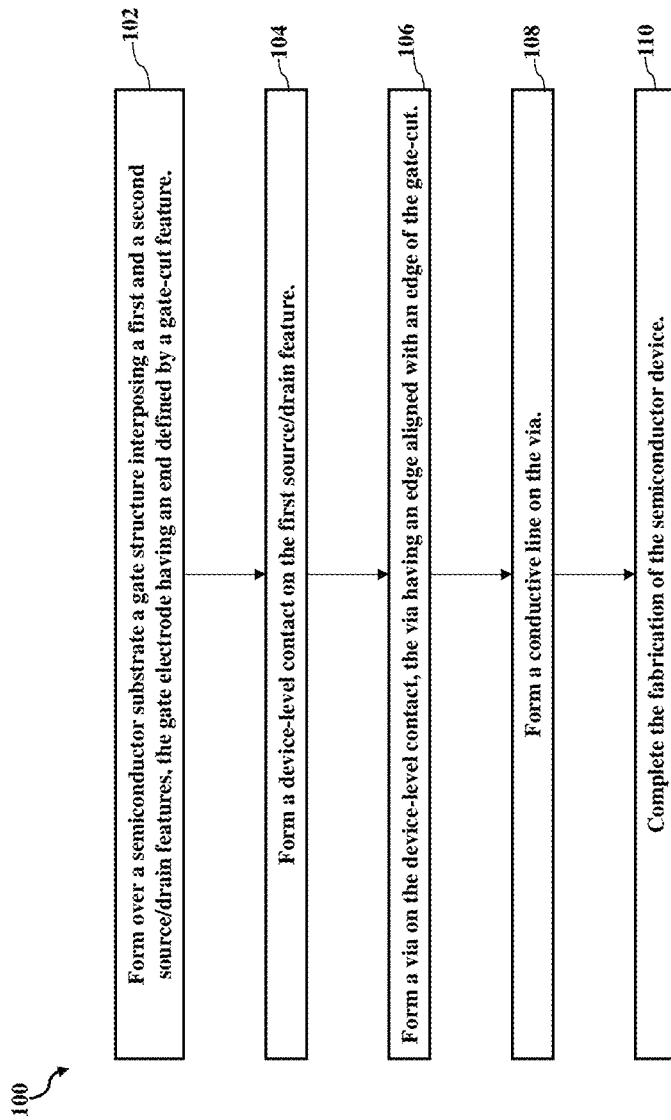 100
Form over a semiconductor substrate a gate structure interposing a first and a second
source/drain features, the gate electrode having an end defined by a gate-cut feature.
102
Form a device-level contact on the first source/drain feature.
104
Form a via on the device-level contact, the via having an edge aligned with an edge of the gate-cut.
106
Form a conductive line on the via.
108
Complete the fabrication of the semiconductor device.
110